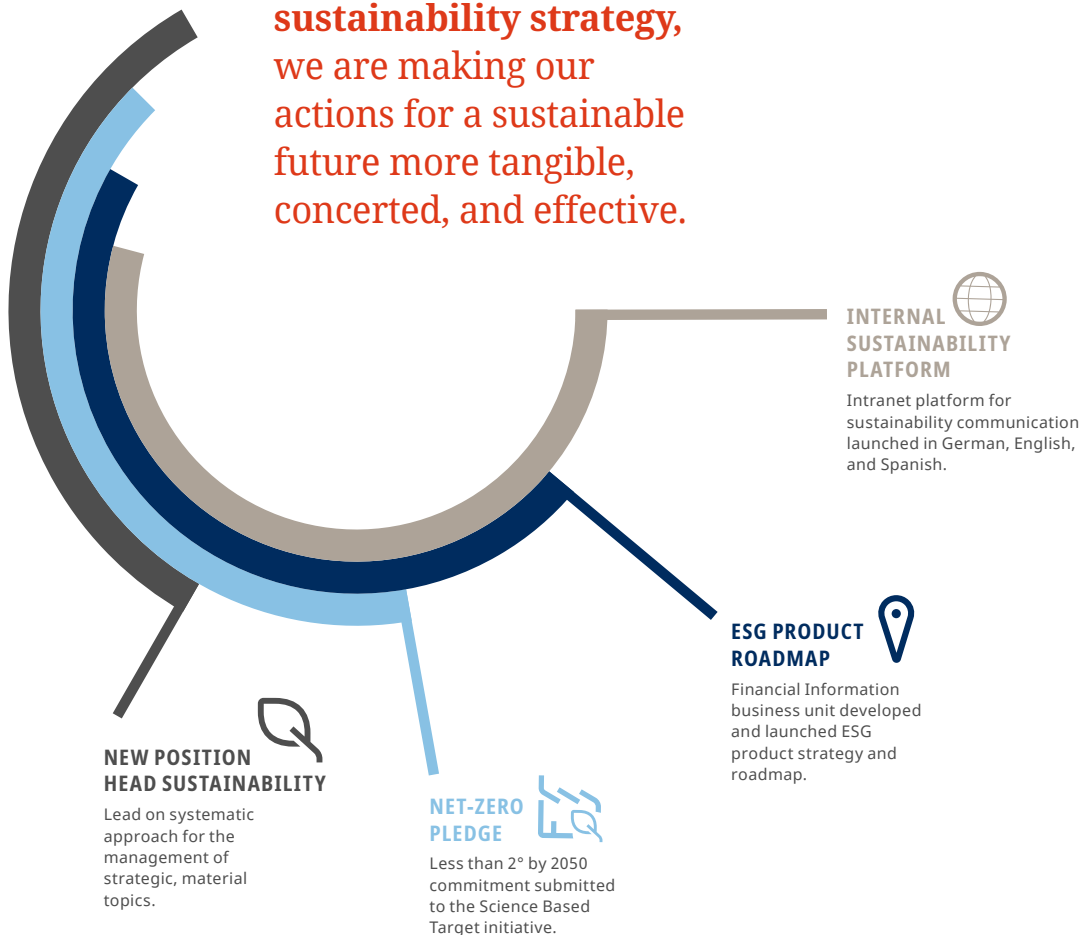 sustainability strategy,
we are making our
actions for a sustainable
future more tangible,
concerted, and effective.
INTERNAL
SUSTAINABILITY
PLATFORM
Intranet platform for
sustainability communication
launched in German, English,
and Spanish.
ESG PRODUCT
ROADMAP
Financial Information
business unit developed
and launched ESG
product strategy and
roadmap.
NEW POSITION
HEAD SUSTAINABILITY
Lead on systematic
approach for the
management of
strategic, material
topics.
NET-ZERO
PLEDGE
Less than 2° by 2050
commitment submitted
to the Science Based
Target initiative.